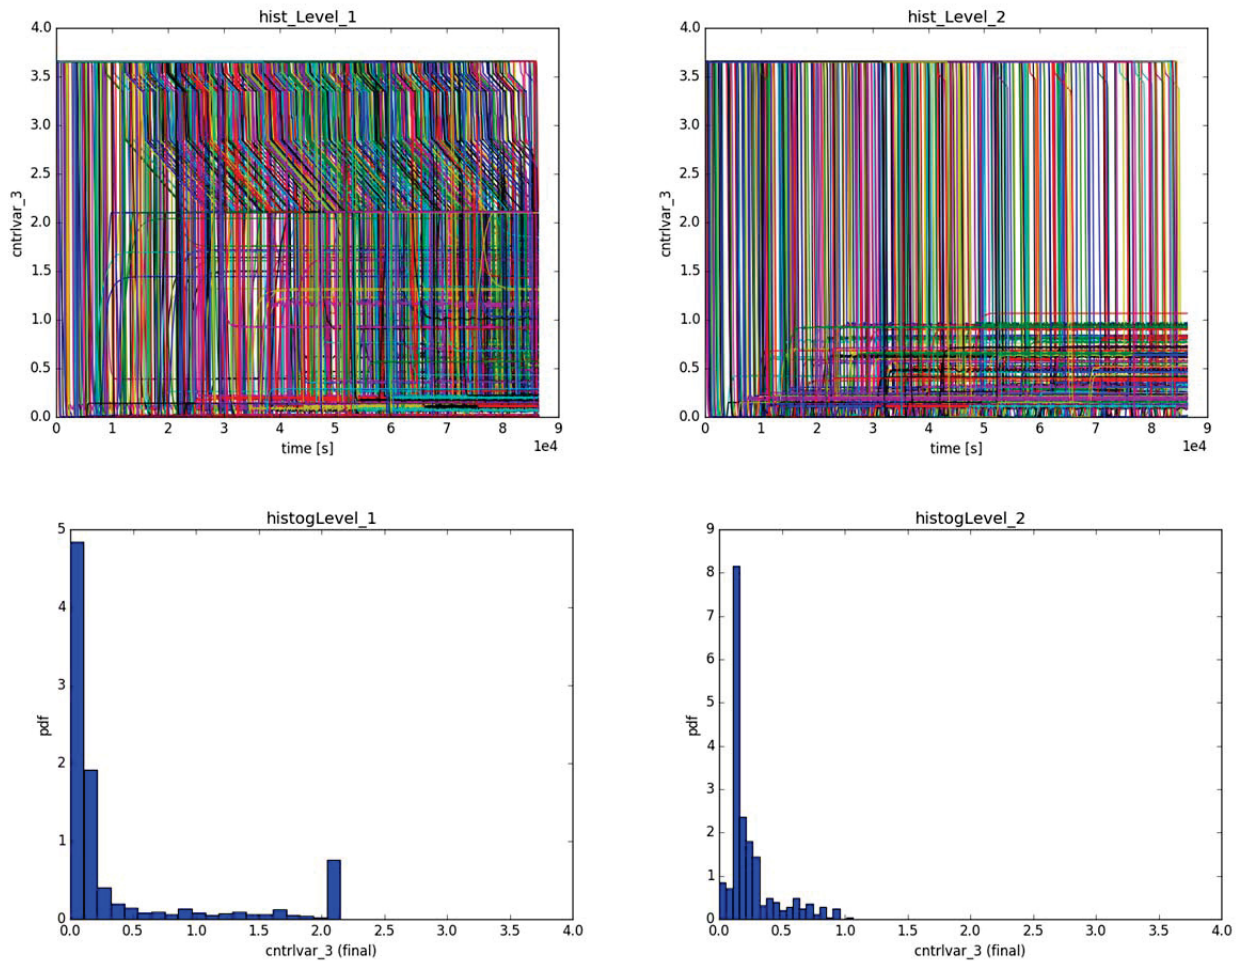 hist_Level_1
4.0
3.5
3.0
2.5
2.0
1.5
1.0
0.5
0.0
cntrlvar_3
0 1 2 3 4 5 6 7 8 9
1e4
time [s]
hist_Level_2
4.0
3.5
3.0
2.5
2.0
1.5
1.0
0.5
0.0
cntrlvar_3
0 1 2 3 4 5 6 7 8 9
1e4
time [s]
histogLevel_1
5
4
3
2
1
0
pdf
0.0 0.5 1.0 1.5 2.0 2.5 3.0 3.5 4.0
cntrlvar_3 (final)
histogLevel_2
9
8
7
6
5
4
3
2
1
0
pdf
0.0 0.5 1.0 1.5 2.0 2.5 3.0 3.5 4.0
cntrlvar_3 (final)